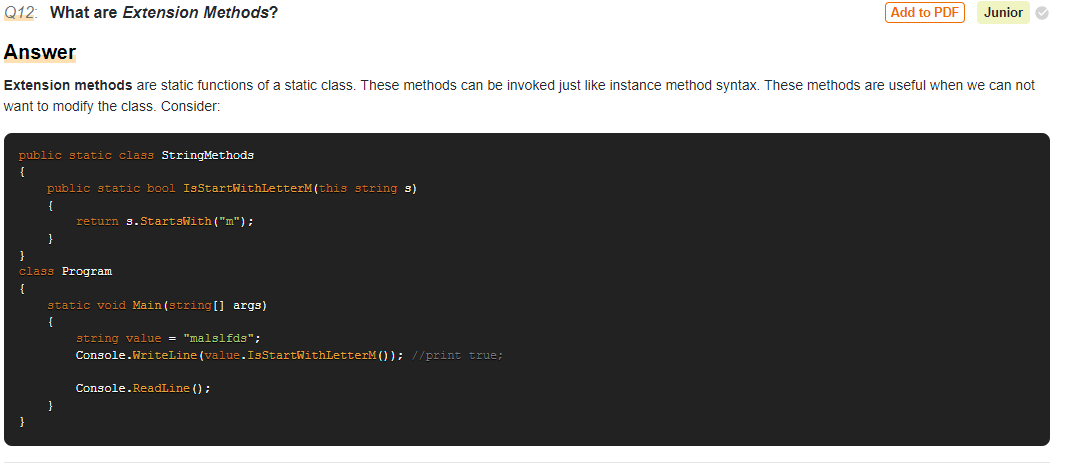 Q12: What are Extension Methods? Add to PDF Junior
Answer
Extension methods are static functions of a static class. These methods can be invoked just like instance method syntax. These methods are useful when we can not
want to modify the class. Consider:
public static class StringMethods
{
    public static bool IsStartWithLetterM(this string s)
    {
        return s.StartsWith("m");
    }
}
class Program
{
    static void Main(string[] args)
    {
        string value = "malslfds";
        Console.WriteLine(value.IsStartWithLetterM()); //print true;
        Console.ReadLine();
    }
}